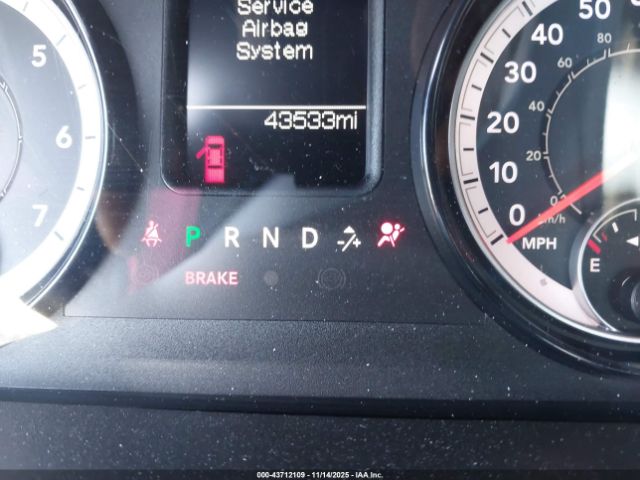 Service
Airbag
System
43533mi
5
6
7
50
40
30
20
10
0
MPH
80
60
40
20
0
km/h
E
P R N D -/+
BRAKE
000-43712109 11/14/2025 - IAA Inc.